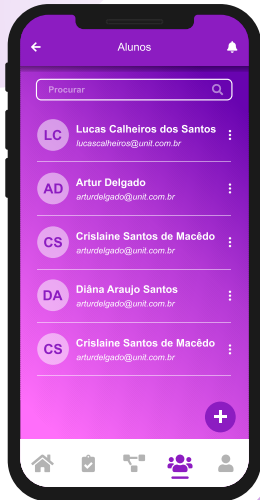 Alunos
Procurar
LC
Lucas Calheiros dos Santos
lucascalheiros@unit.com.br
AD
Artur Delgado
arturdelgado@unit.com.br
CS
Crislaine Santos de Macêdo
arturdelgado@unit.com.br
DA
Diâna Araujo Santos
arturdelgado@unit.com.br
CS
Crislaine Santos de Macêdo
arturdelgado@unit.com.br